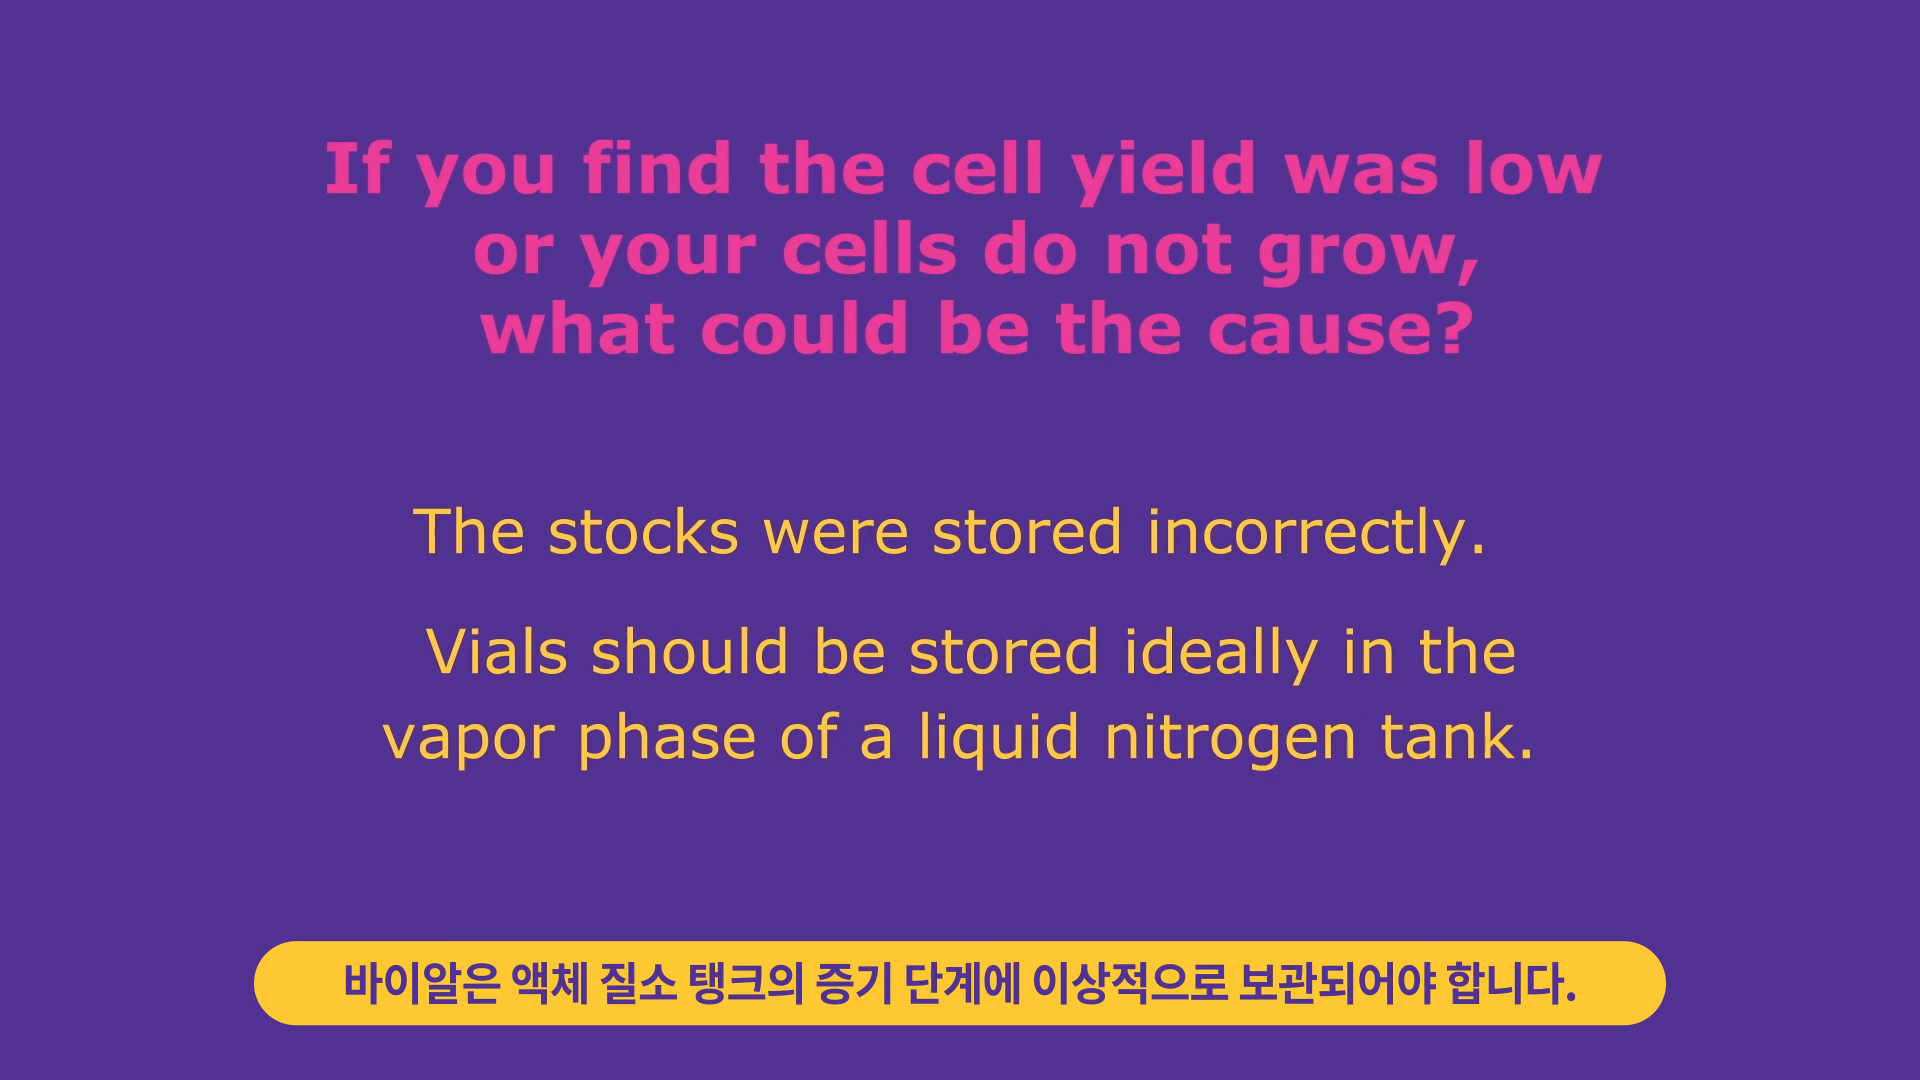 If you find the cell yield was low
or your cells do not grow,
what could be the cause?
The stocks were stored incorrectly.
Vials should be stored ideally in the
vapor phase of a liquid nitrogen tank.
바이알은 액체 질소 탱크의 증기 단계에 이상적으로 보관되어야 합니다.